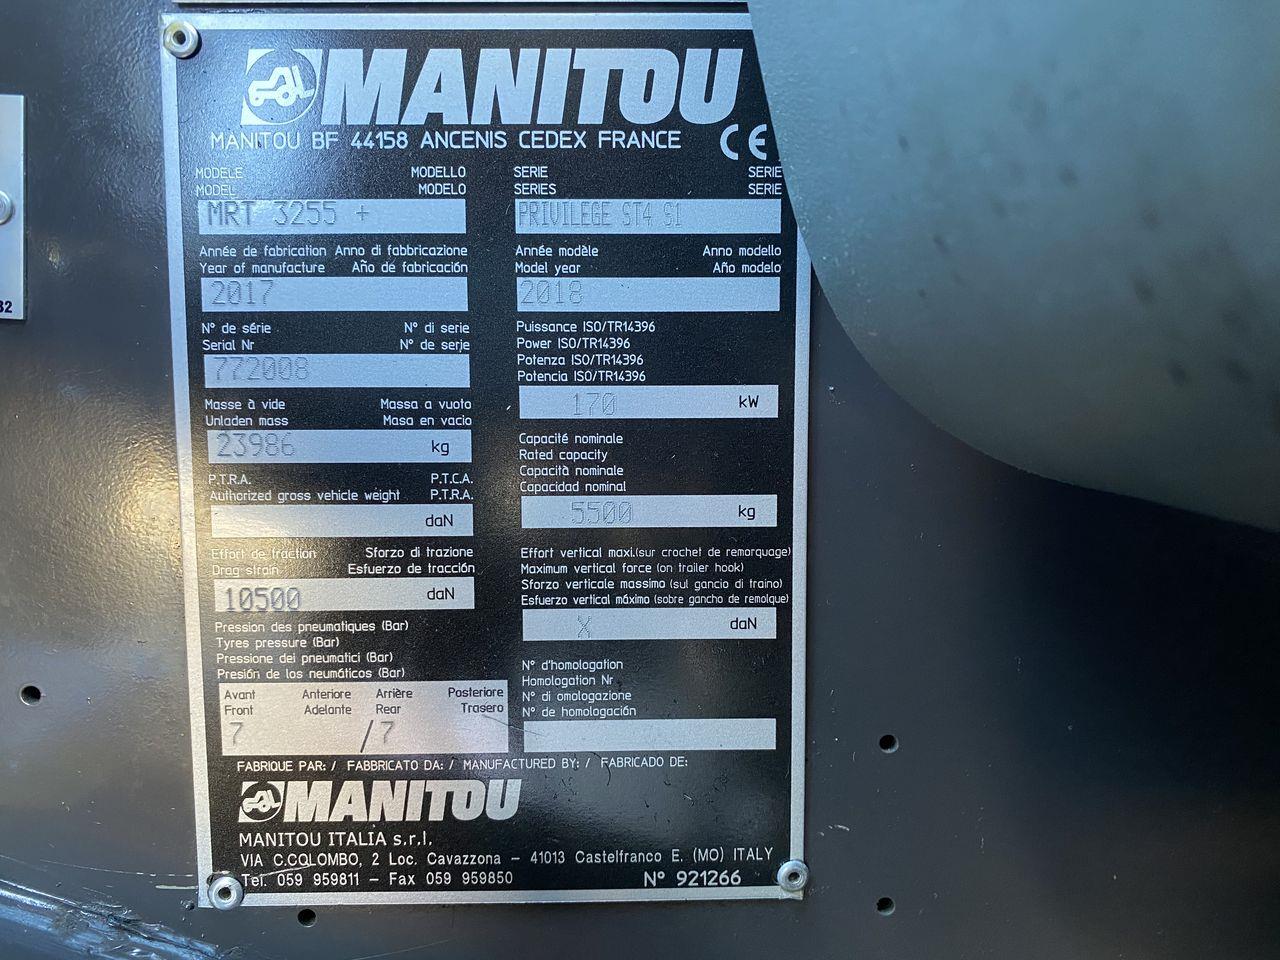 MANITOU
MANITOU BF 44158 ANCENIS CEDEX FRANCE CE
MODELE MODELLO
MODEL MODELO
MRT 3255 +
SERIE SERIE
SERIES SERIE
PRIVILEGE ST4 S1
Année de fabrication Anno di fabbricazione
Year of manufacture Año de fabricación
2017
Année modèle Anno modello
Model year Año modelo
2018
N° de série N° di serie
Serial Nr N° de serje
772008
Puissance ISO/TR14396
Power ISO/TR14396
Potenza ISO/TR14396
Potencia ISO/TR14396
170 kW
Masse à vide Massa a vuoto
Unladen mass Masa en vacio
23986 kg
Capacité nominale
Rated capacity
Capacità nominale
Capacidad nominal
5500 kg
P.T.R.A. P.T.C.A.
Authorized gross vehicle weight P.T.R.A.
daN
Effort de traction Sforzo di trazione
Drag strain Esfuerzo de tracción
10500 daN
Effort vertical maxi.(sur crochet de remorquage)
Maximum vertical force (on trailer hook)
Sforzo verticale massimo (sul gancio di traino)
Esfuerzo vertical máximo (sobre gancho de remolque)
X daN
Pression des pneumatiques (Bar)
Tyres pressure (Bar)
Pressione dei pneumatici (Bar)
Presión de los neumáticos (Bar)
Avant Anteriore Arrière Posteriore
Front Adelante Rear Trasero
7 / 7
N° d'homologation
Homologation Nr
N° di omologazione
N° de homologación
FABRIQUE PAR: / FABBRICATO DA: / MANUFACTURED BY: / FABRICADO DE:
MANITOU
MANITOU ITALIA s.r.l.
VIA C.COLOMBO, 2 Loc. Cavazzona - 41013 Castelfranco E. (MO) ITALY
Tel. 059 959811 - Fax 059 959850 N° 921266
32